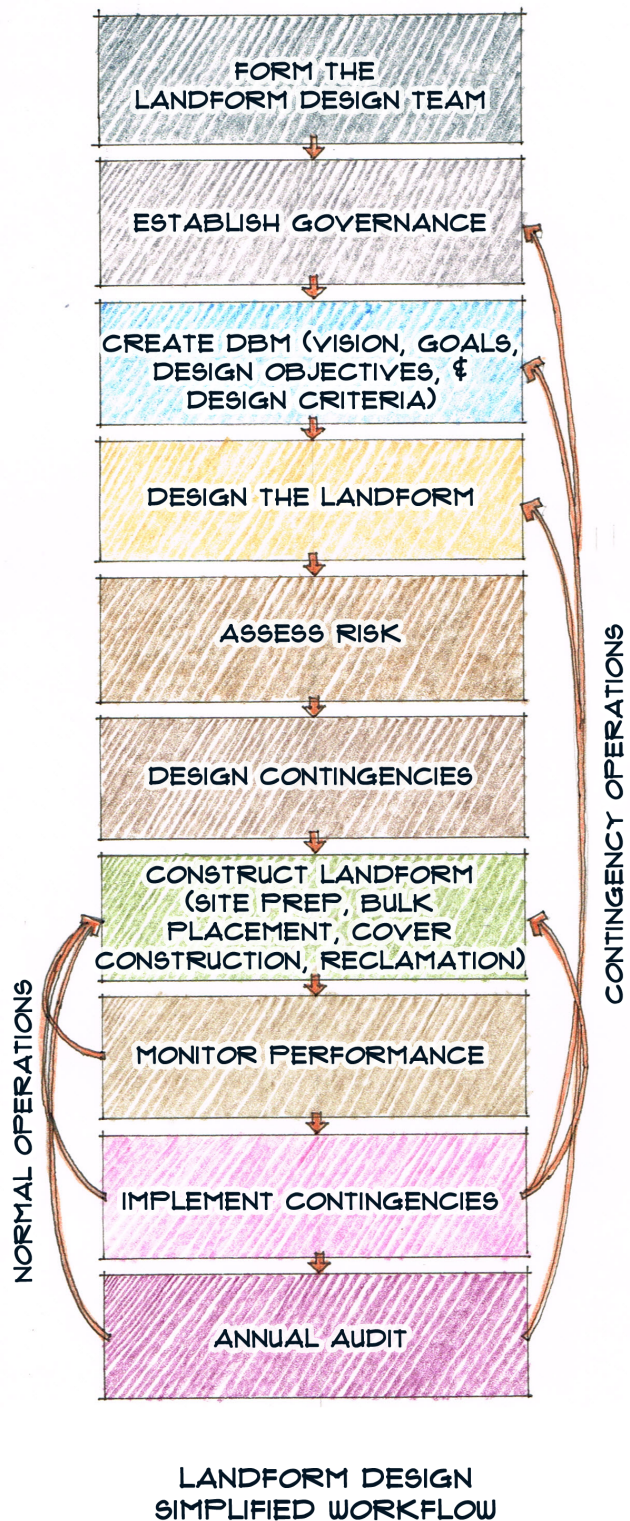 FORM THE
LANDFORM DESIGN TEAM
ESTABLISH GOVERNANCE
CREATE DBM (VISION, GOALS,
DESIGN OBJECTIVES, &
DESIGN CRITERIA)
DESIGN THE LANDFORM
ASSESS RISK
DESIGN CONTINGENCIES
CONSTRUCT LANDFORM
(SITE PREP, BULK
PLACEMENT, COVER
CONSTRUCTION, RECLAMATION)
MONITOR PERFORMANCE
IMPLEMENT CONTINGENCIES
ANNUAL AUDIT
NORMAL OPERATIONS
CONTINGENCY OPERATIONS
LANDFORM DESIGN
SIMPLIFIED WORKFLOW